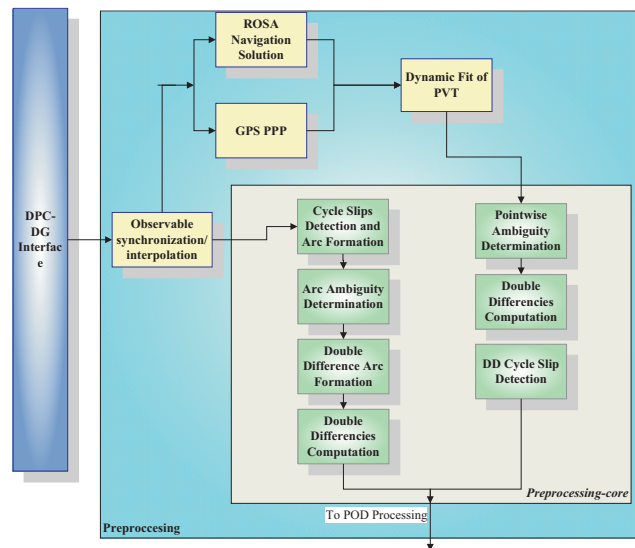 ROSA
Navigation
Solution
GPS PPP
Dynamic Fit of
PVT
DPC-
DG
Interfac
e
Observable
synchronization/
interpolation
Cycle Slips
Detection and
Arc Formation
Arc Ambiguity
Determination
Double
Difference Arc
Formation
Double
Differencies
Computation
Pointwise
Ambiguity
Determination
Double
Differencies
Computation
DD Cycle Slip
Detection
Preprocessing-core
To POD Processing
Preproccesing